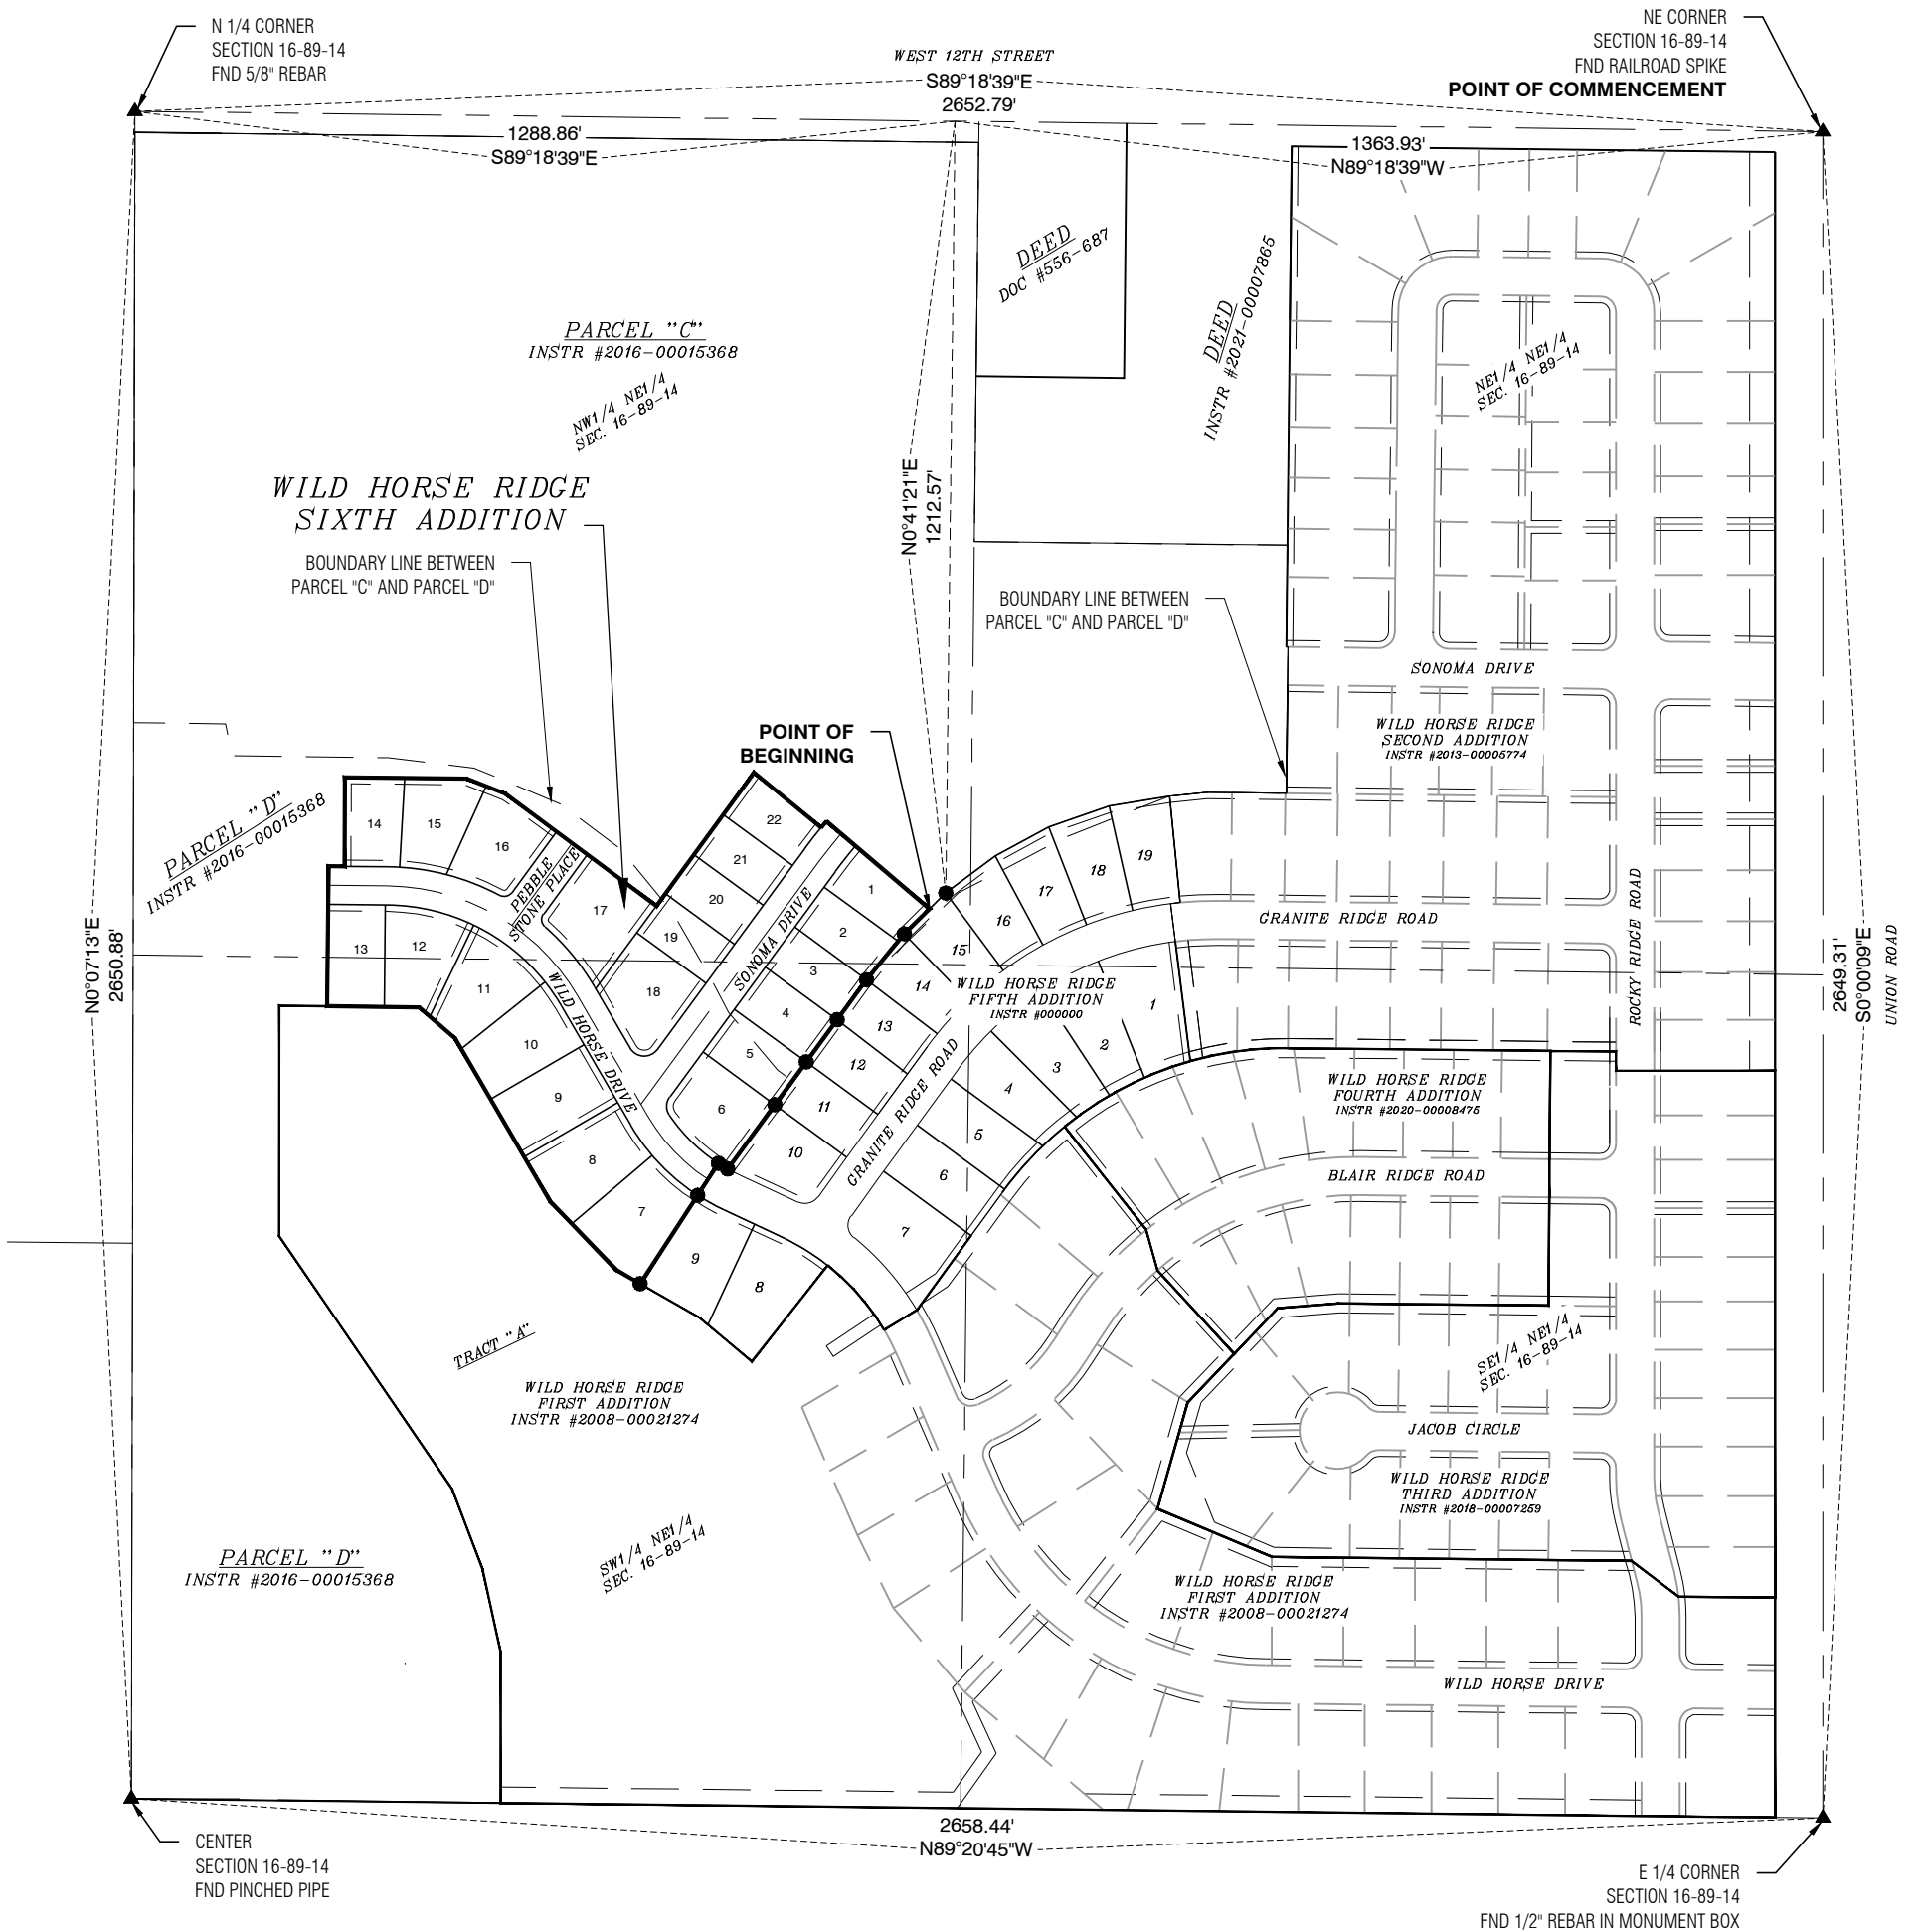 N 1/4 CORNER
SECTION 16-89-14
FND 5/8" REBAR
WEST 12TH STREET
S89°18'39"E
2652.79'
NE CORNER
SECTION 16-89-14
FND RAILROAD SPIKE
POINT OF COMMENCEMENT
1288.86'
S89°18'39"E
1363.93'
N89°18'39"W
DEED
DOC #556-687
DEED
INSTR #2021-00007865
PARCEL "C"
INSTR #2016-00015368
NW1/4 NE1/4
SEC. 16-89-14
NE1/4 NE1/4
SEC. 16-89-14
WILD HORSE RIDGE
SIXTH ADDITION
BOUNDARY LINE BETWEEN
PARCEL "C" AND PARCEL "D"
N0°41'21"E
1212.57'
BOUNDARY LINE BETWEEN
PARCEL "C" AND PARCEL "D"
SONOMA DRIVE
WILD HORSE RIDGE
SECOND ADDITION
INSTR #2013-00005774
POINT OF
BEGINNING
PARCEL "D"
INSTR #2016-00015368
14
15
16
PEBBLE
STONE PLACE
17
18
19
20
21
22
SONOMA DRIVE
1
2
3
4
5
6
13
12
11
10
9
8
7
WILD HORSE DRIVE
15
16
17
18
19
14
13
12
11
10
GRANITE RIDGE ROAD
WILD HORSE RIDGE
FIFTH ADDITION
INSTR #000000
1
2
3
4
5
6
7
9
8
GRANITE RIDGE ROAD
ROCKY RIDGE ROAD
N0°07'13"E
2650.88'
2649.31'
S0°00'09"E
UNION ROAD
WILD HORSE RIDGE
FOURTH ADDITION
INSTR #2020-00008475
BLAIR RIDGE ROAD
SE1/4 NE1/4
SEC. 16-89-14
TRACT "A"
WILD HORSE RIDGE
FIRST ADDITION
INSTR #2008-00021274
JACOB CIRCLE
WILD HORSE RIDGE
THIRD ADDITION
INSTR #2018-00007259
PARCEL "D"
INSTR #2016-00015368
SW1/4 NE1/4
SEC. 16-89-14
WILD HORSE RIDGE
FIRST ADDITION
INSTR #2008-00021274
WILD HORSE DRIVE
2658.44'
N89°20'45"W
CENTER
SECTION 16-89-14
FND PINCHED PIPE
E 1/4 CORNER
SECTION 16-89-14
FND 1/2" REBAR IN MONUMENT BOX